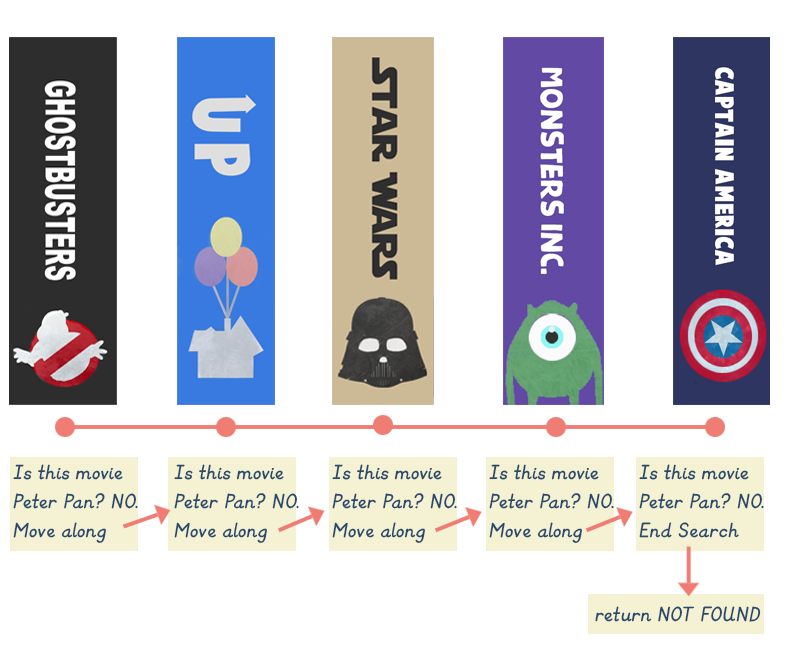 GHOSTBUSTERS
UP
STAR WARS
MONSTERS INC.
CAPTAIN AMERICA
Is this movie
Peter Pan? NO.
Move along
Is this movie
Peter Pan? NO.
Move along
Is this movie
Peter Pan? NO.
Move along
Is this movie
Peter Pan? NO.
Move along
Is this movie
Peter Pan? NO.
End Search
return NOT FOUND